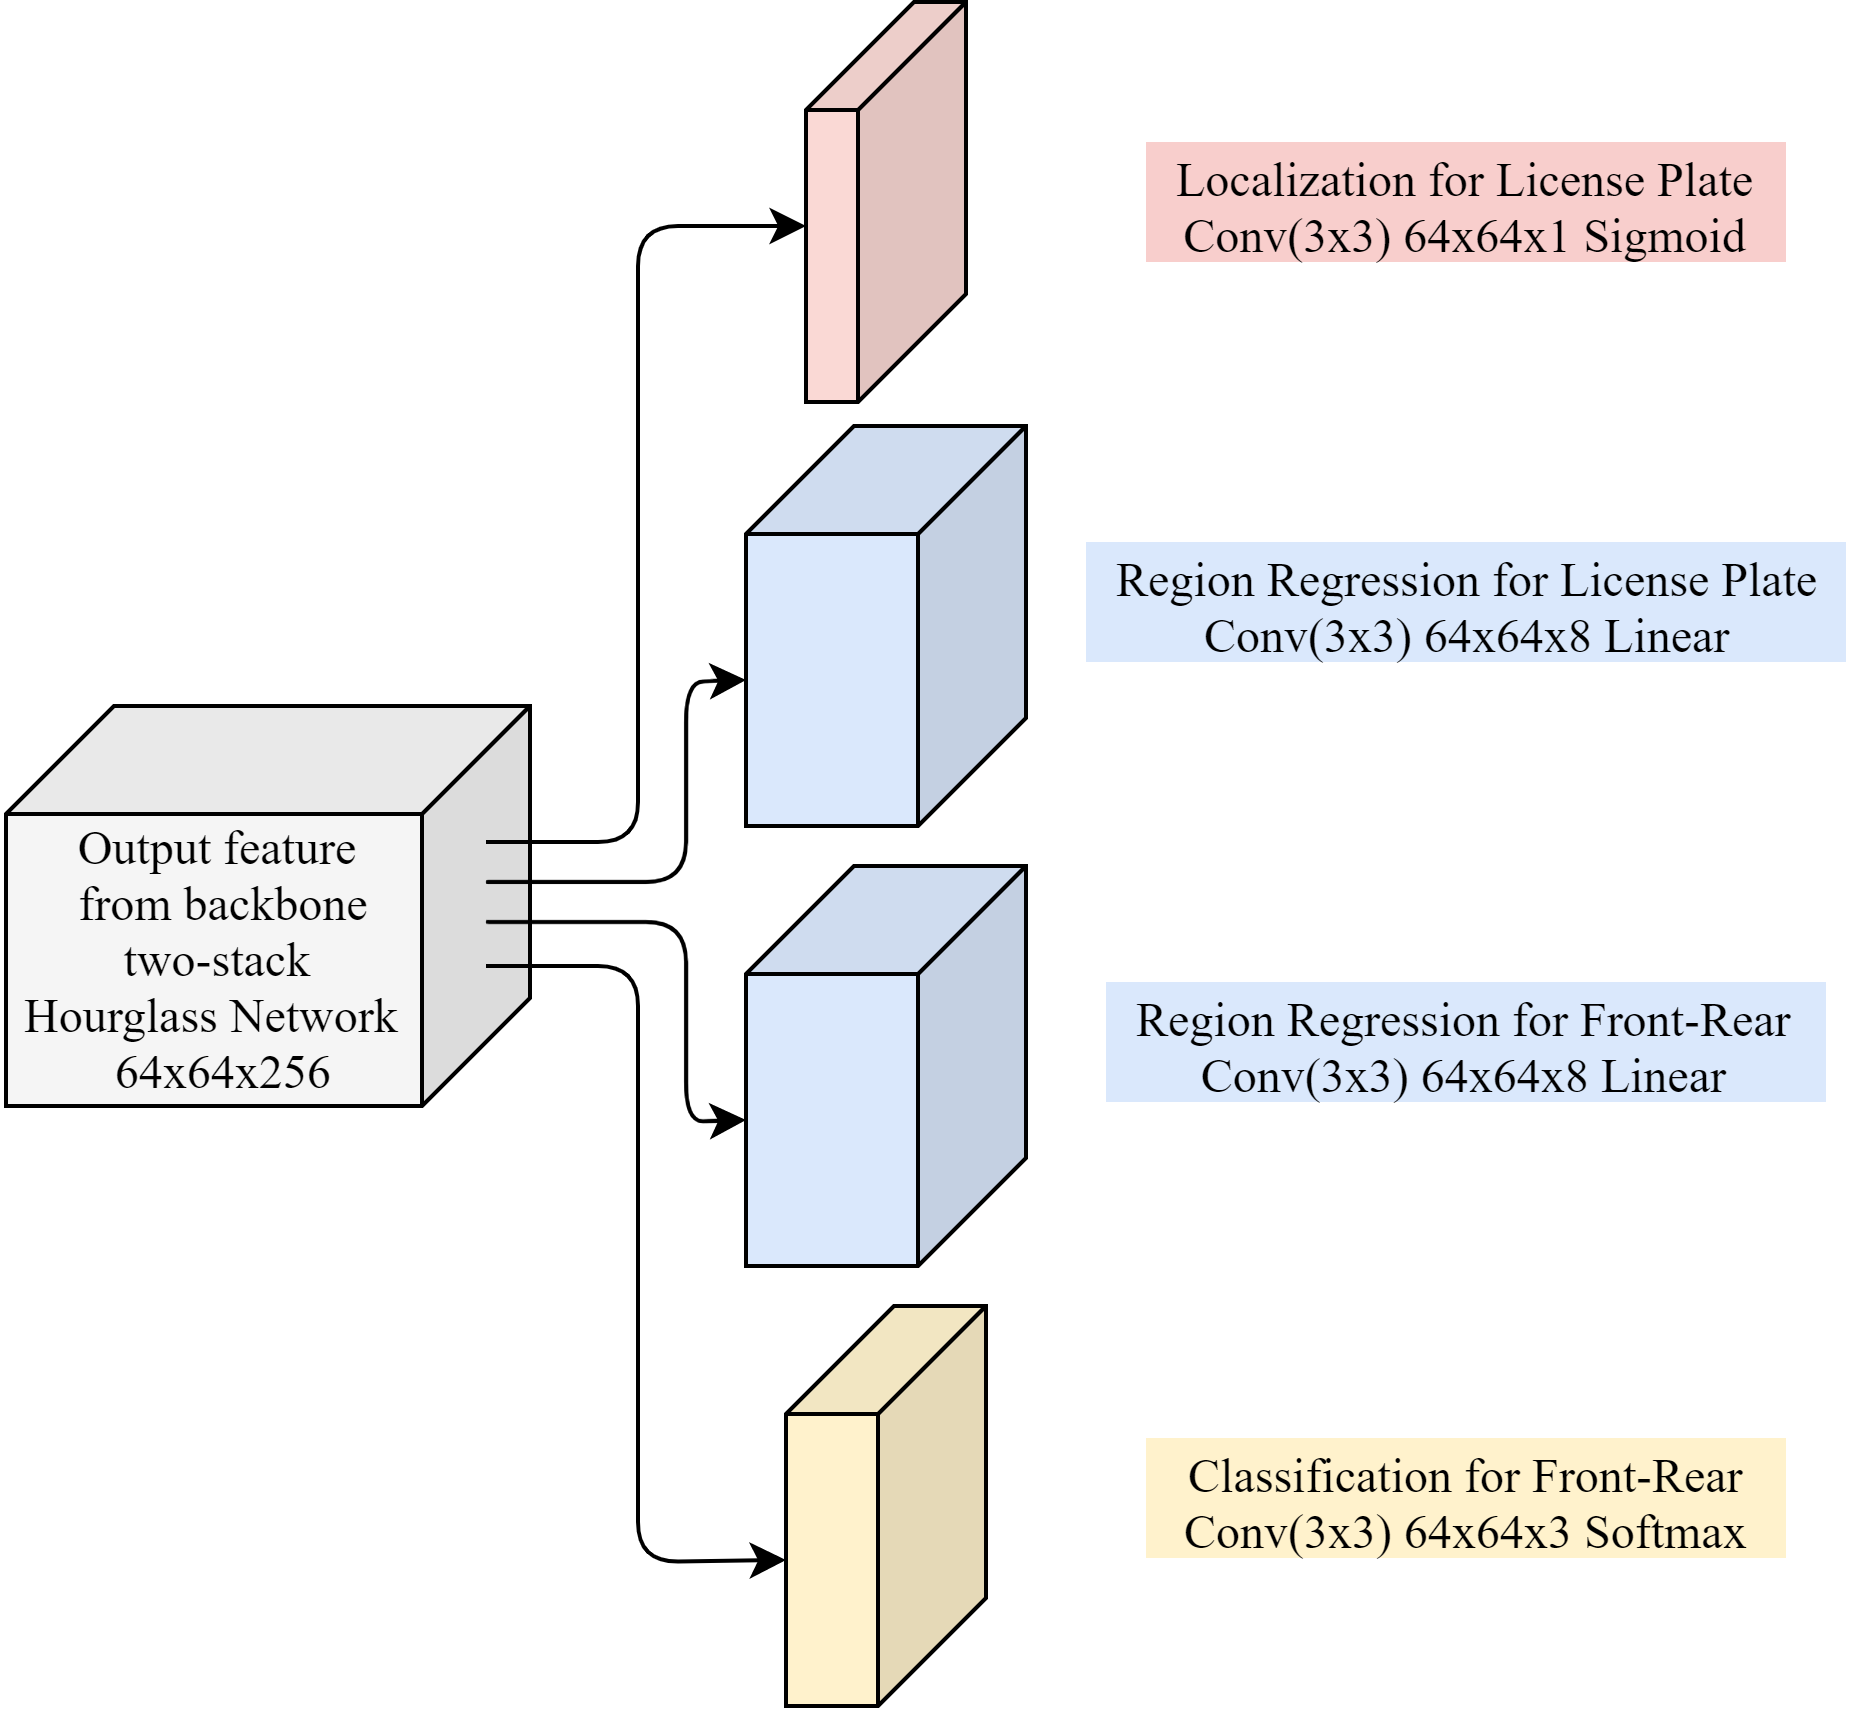 Localization for License Plate
Conv(3x3) 64x64x1 Sigmoid
Region Regression for License Plate
Conv(3x3) 64x64x8 Linear
Output feature
from backbone
two-stack
Hourglass Network
64x64x256
Region Regression for Front-Rear
Conv(3x3) 64x64x8 Linear
Classification for Front-Rear
Conv(3x3) 64x64x3 Softmax